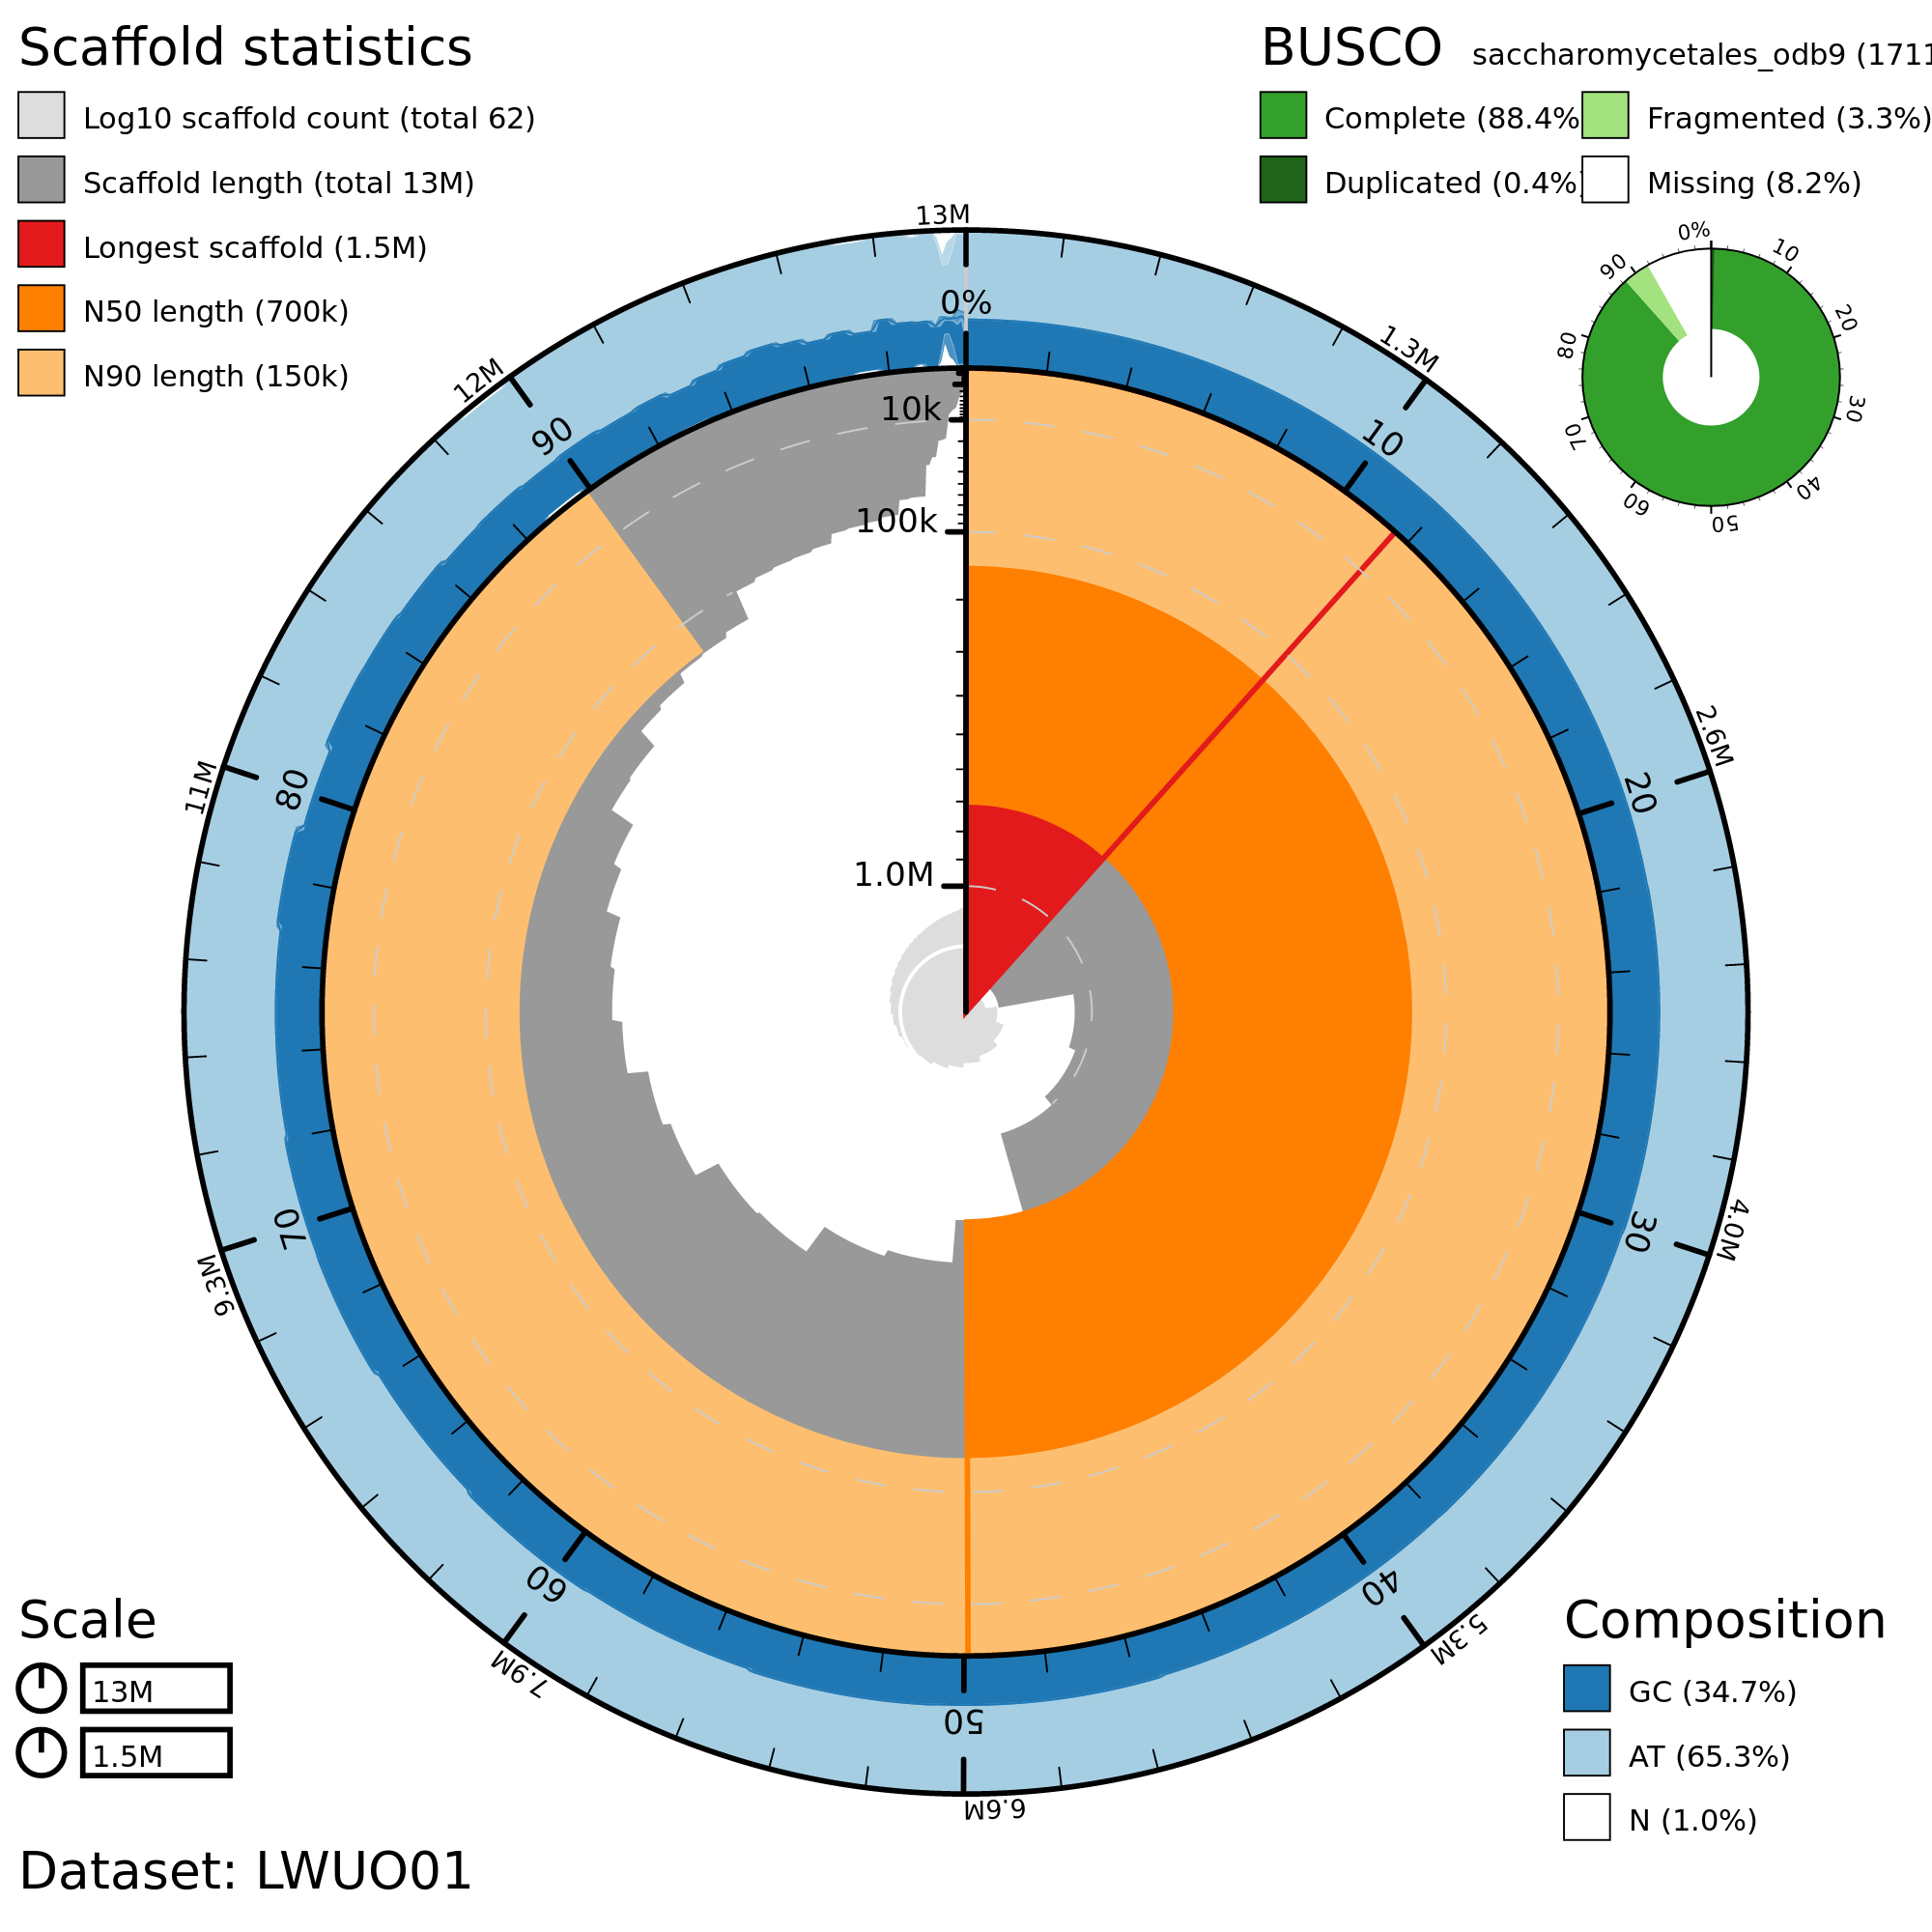 Scaffold statistics
Log10 scaffold count (total 62)
Scaffold length (total 13M)
Longest scaffold (1.5M)
N50 length (700k)
N90 length (150k)
BUSCO saccharomycetales_odb9 (1711
Complete (88.4% Fragmented (3.3%)
Duplicated (0.4%) Missing (8.2%)
0%
10
20
30
40
50
60
70
80
90
13M
1.3M
2.6M
4.0M
5.3M
6.6M
7.9M
9.3M
11M
12M
0%
10
20
30
40
50
60
70
80
90
10k
100k
1.0M
Scale
13M
1.5M
Composition
GC (34.7%)
AT (65.3%)
N (1.0%)
Dataset: LWUO01